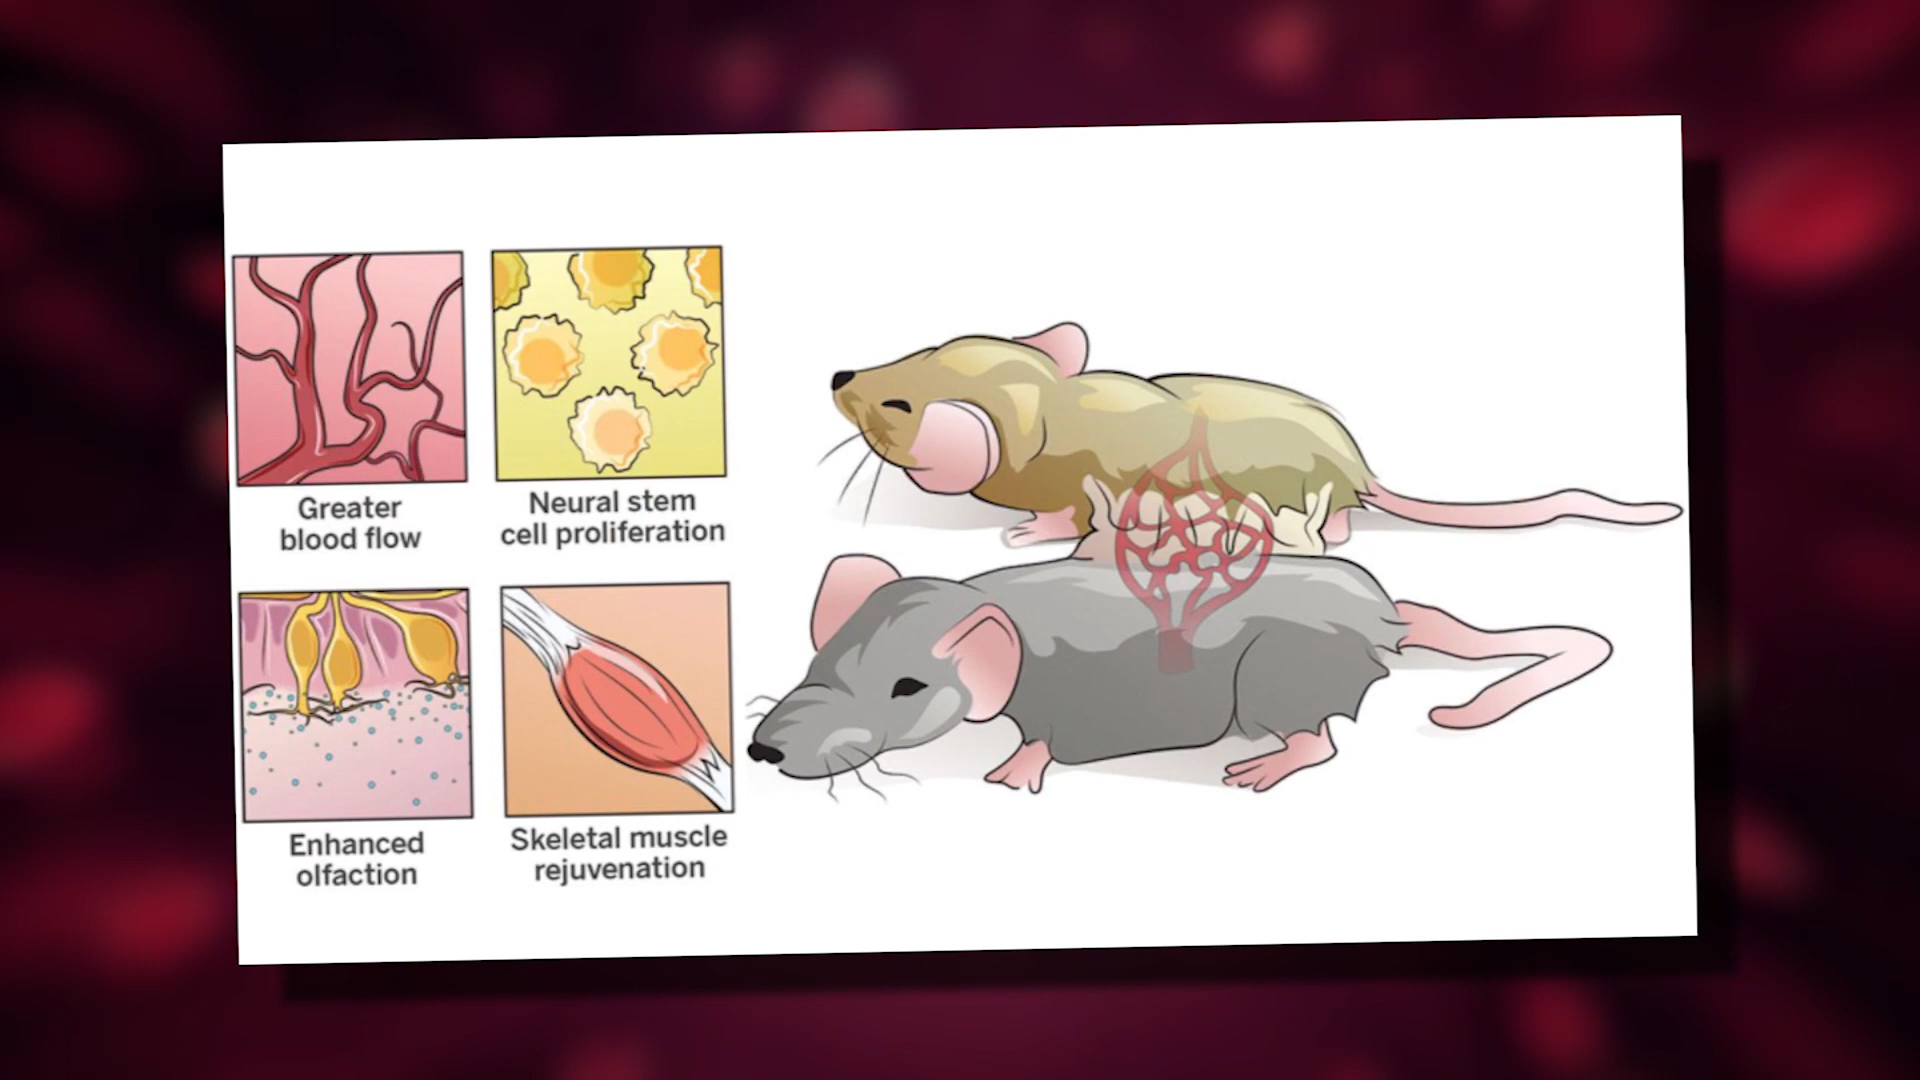 Greater
blood flow
Neural stem
cell proliferation
Enhanced
olfaction
Skeletal muscle
rejuvenation